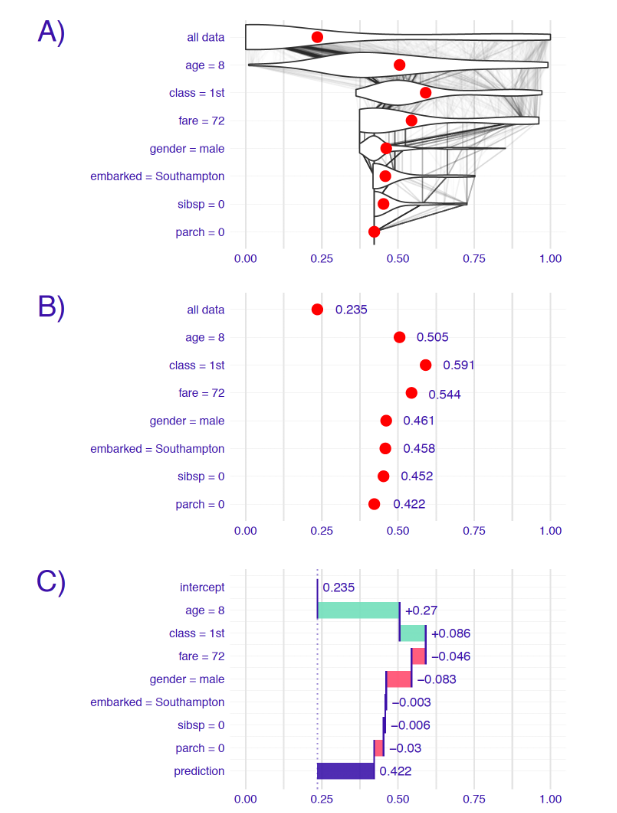 A)
all data
age = 8
class = 1st
fare = 72
gender = male
embarked = Southampton
sibsp = 0
parch = 0
0.00 0.25 0.50 0.75 1.00
B)
all data 0.235
age = 8 0.505
class = 1st 0.591
fare = 72 0.544
gender = male 0.461
embarked = Southampton 0.458
sibsp = 0 0.452
parch = 0 0.422
0.00 0.25 0.50 0.75 1.00
C)
intercept 0.235
age = 8 +0.27
class = 1st +0.086
fare = 72 −0.046
gender = male −0.083
embarked = Southampton −0.003
sibsp = 0 −0.006
parch = 0 −0.03
prediction 0.422
0.00 0.25 0.50 0.75 1.00